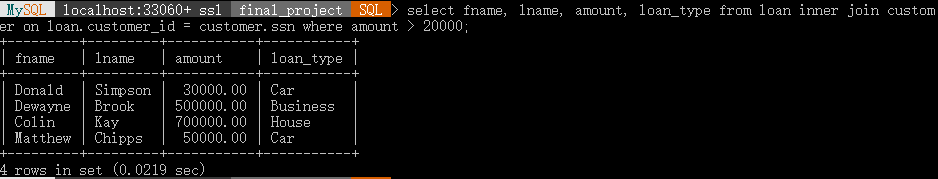 MySQL localhost:33060+ ssl final_project SQL > select fname, lname, amount, loan_type from loan inner join custom
er on loan.customer_id = customer.ssn where amount > 20000;
+---------+---------+-----------+-----------+
| fname | lname | amount | loan_type |
+---------+---------+-----------+-----------+
| Donald | Simpson | 30000.00 | Car |
| Dewayne | Brook | 500000.00 | Business |
| Colin | Kay | 700000.00 | House |
| Matthew | Chipps | 50000.00 | Car |
+---------+---------+-----------+-----------+
4 rows in set (0.0219 sec)